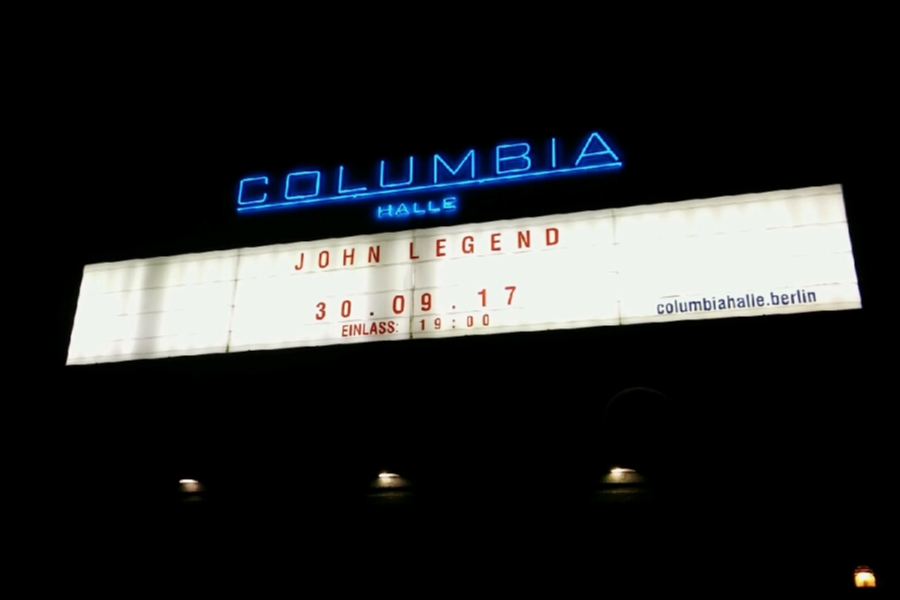 COLUMBIA
HALLE
JOHN LEGEND
30.09.17
EINLASS: 19:00
columbiahalle.berlin